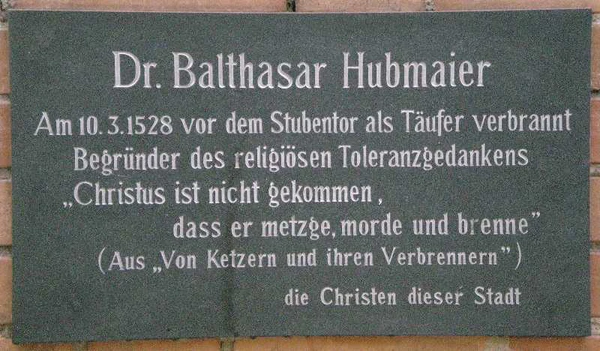 Dr. Balthasar Hubmaier
Am 10.3.1528 vor dem Stubentor als Täufer verbrannt
Begründer des religiösen Toleranzgedankens
„Christus ist nicht gekommen,
dass er metzge, morde und brenne”
(Aus „Von Ketzern und ihren Verbrennern”)
die Christen dieser Stadt